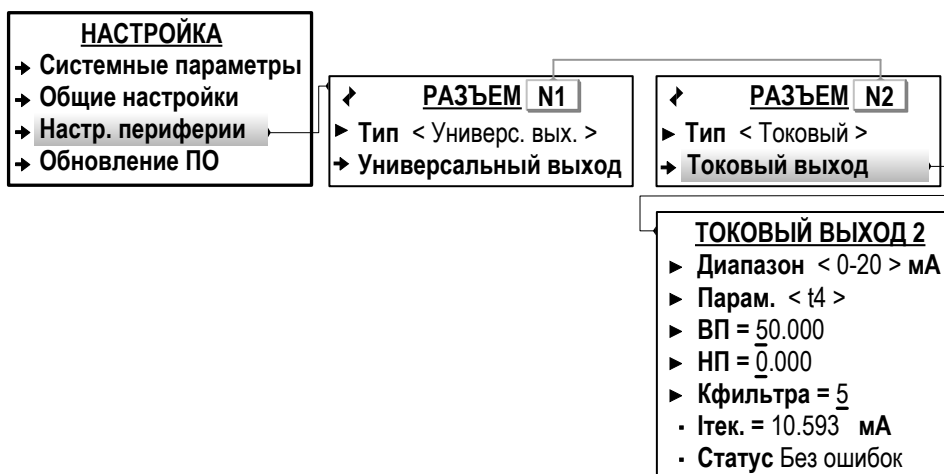 НАСТРОЙКА
Системные параметры
Общие настройки
Настр. периферии
Обновление ПО
РАЗЪЕМ N1
Тип < Универс. вых. >
Универсальный выход
РАЗЪЕМ N2
Тип < Токовый >
Токовый выход
ТОКОВЫЙ ВЫХОД 2
Диапазон < 0-20 > мА
Парам. < t4 >
ВП = 50.000
НП = 0.000
Кфильтра = 5
Iтек. = 10.593 мА
Статус Без ошибок